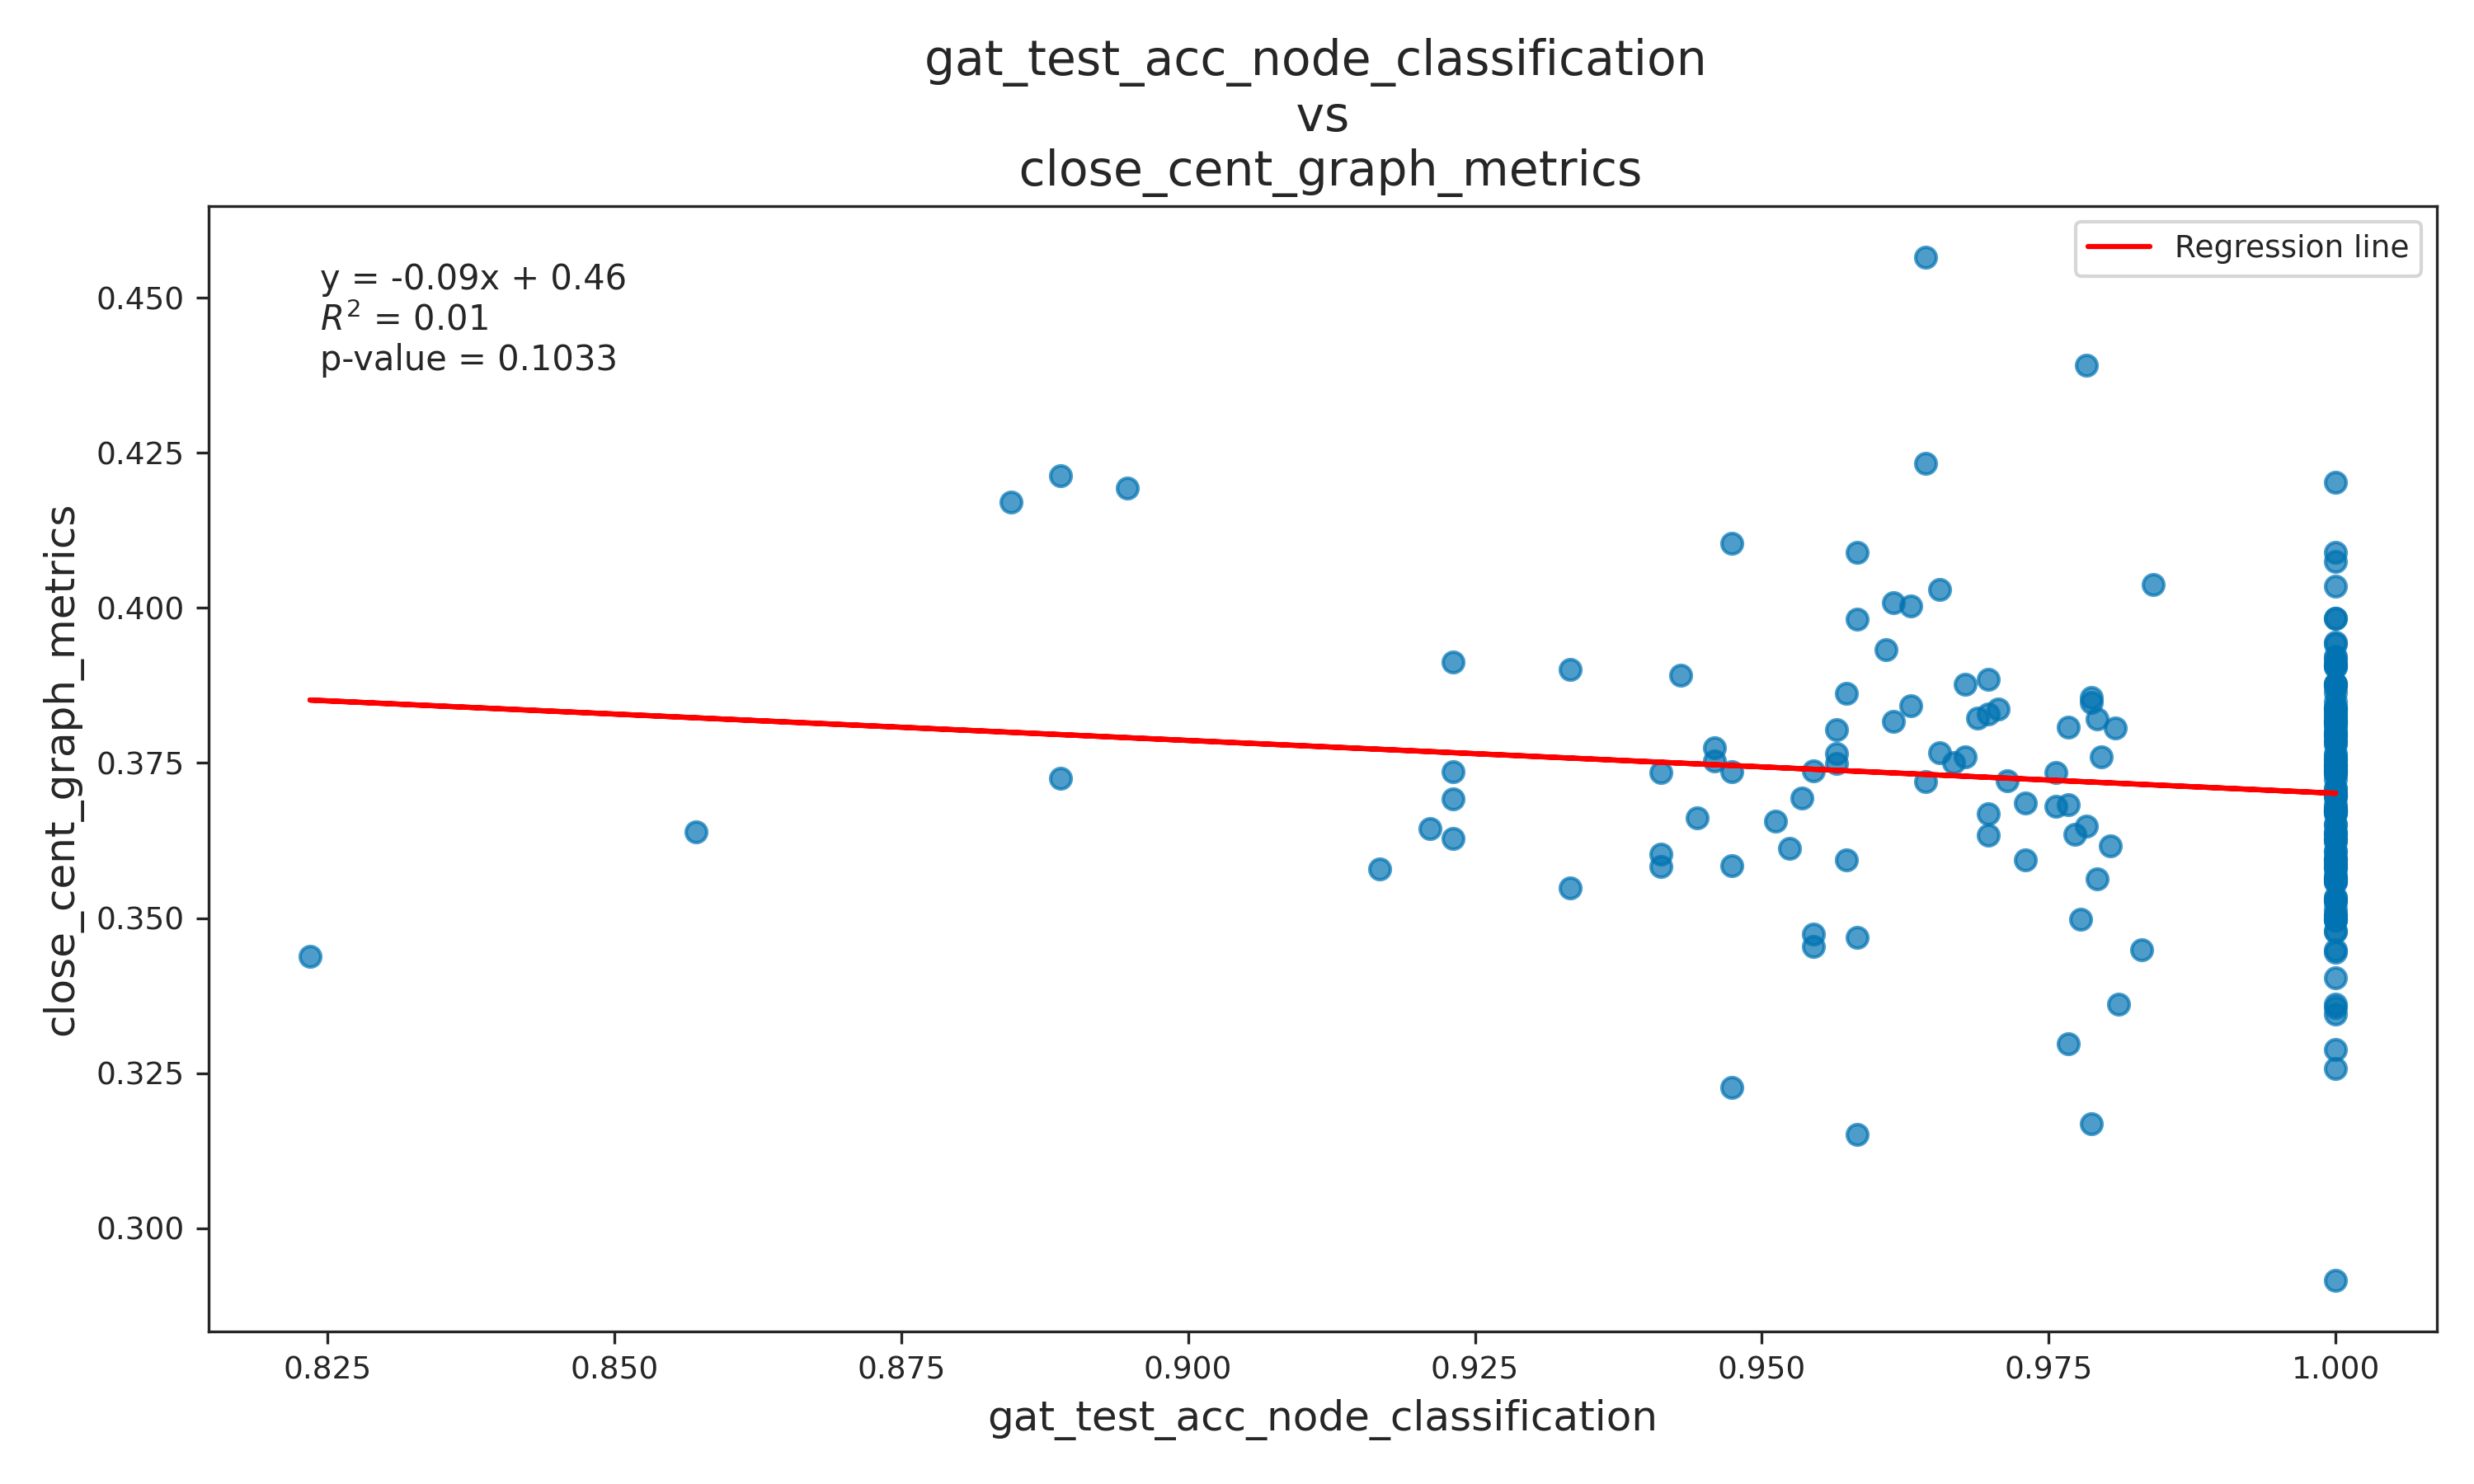 gat_test_acc_node_classification
vs
close_cent_graph_metrics
y = -0.09x + 0.46
R² = 0.01
p-value = 0.1033
Regression line
close_cent_graph_metrics
0.450
0.425
0.400
0.375
0.350
0.325
0.300
0.825 0.850 0.875 0.900 0.925 0.950 0.975 1.000
gat_test_acc_node_classification